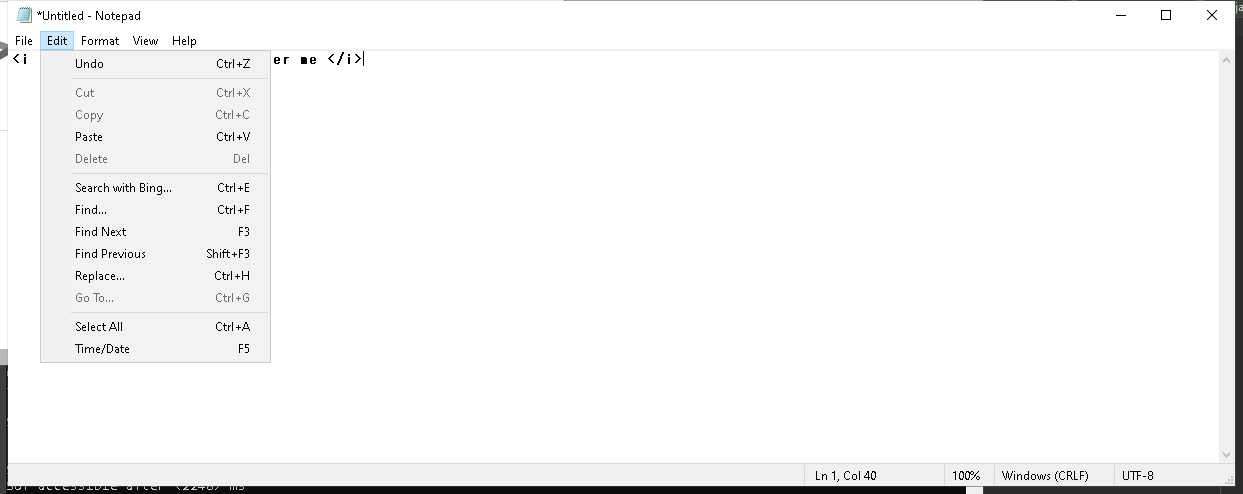 *Untitled - Notepad
File Edit Format View Help
<i er me </i>
Undo Ctrl+Z
Cut Ctrl+X
Copy Ctrl+C
Paste Ctrl+V
Delete Del
Search with Bing... Ctrl+E
Find... Ctrl+F
Find Next F3
Find Previous Shift+F3
Replace... Ctrl+H
Go To... Ctrl+G
Select All Ctrl+A
Time/Date F5
Ln 1, Col 40 100% Windows (CRLF) UTF-8
accessible after ms